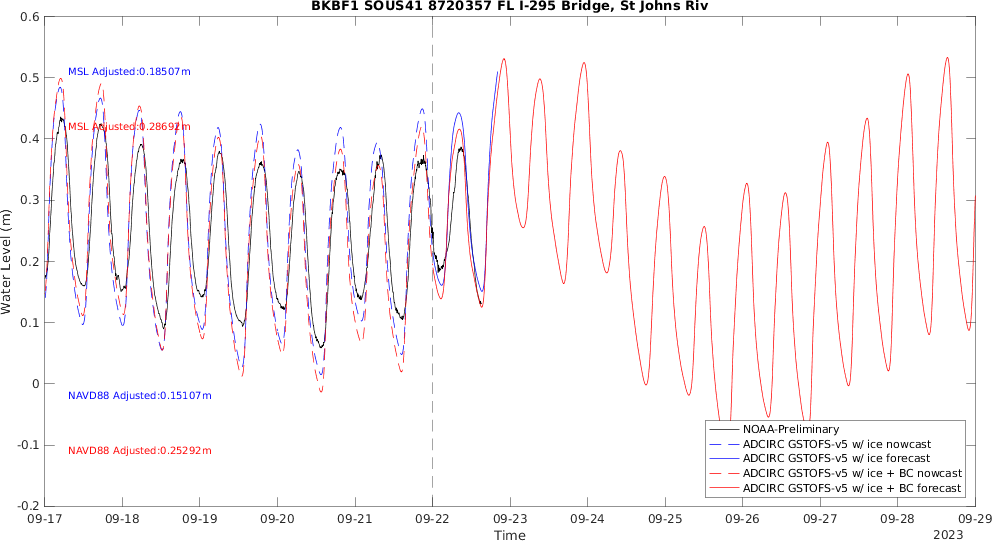 BKBF1 SOUS41 8720357 FL I-295 Bridge, St Johns Riv
0.6
0.5
0.4
0.3
0.2
0.1
0
-0.1
-0.2
Water Level (m)
MSL Adjusted:0.18507m
MSL Adjusted:0.28692m
NAVD88 Adjusted:0.15107m
NAVD88 Adjusted:0.25292m
NOAA-Preliminary
ADCIRC GSTOFS-v5 w/ ice nowcast
ADCIRC GSTOFS-v5 w/ ice forecast
ADCIRC GSTOFS-v5 w/ ice + BC nowcast
ADCIRC GSTOFS-v5 w/ ice + BC forecast
09-17 09-18 09-19 09-20 09-21 09-22 09-23 09-24 09-25 09-26 09-27 09-28 09-29
Time
2023